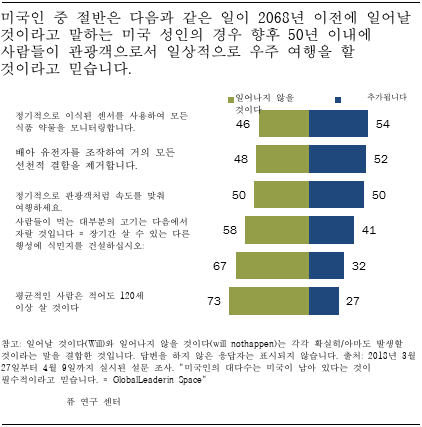 미국인 중 절반은 다음과 같은 일이 2068년 이전에 일어날
것이라고 말하는 미국 성인의 경우 향후 50년 이내에
사람들이 관광객으로서 일상적으로 우주 여행을 할
것이라고 믿습니다.
일어나지 않을
것이다
추가됩니다
정기적으로 이식된 센서를 사용하여 모든
식품 약물을 모니터링합니다.
46
54
배아 유전자를 조작하여 거의 모든
선천적 결함을 제거합니다.
48
52
정기적으로 관광객처럼 속도를 맞춰
여행하세요.
50
50
사람들이 먹는 대부분의 고기는 다음에서
자랄 것입니다 = 장기간 살 수 있는 다른
행성에 식민지를 건설하십시오:
58
41
67
32
평균적인 사람은 적어도 120세
이상 살 것이다
73
27
참고: 일어날 것이다(Will)와 일어나지 않을 것이다(will nothappen)는 각각 확실히/아마도 발생할
것이라는 말을 결합한 것입니다. 답변을 하지 않은 응답자는 표시되지 않습니다. 출처: 2018년 3월
27일부터 4월 9일까지 실시된 설문 조사. "미국인의 대다수는 미국이 남아 있다는 것이
필수적이라고 믿습니다. = GlobalLeaderin Space"
퓨 연구 센터